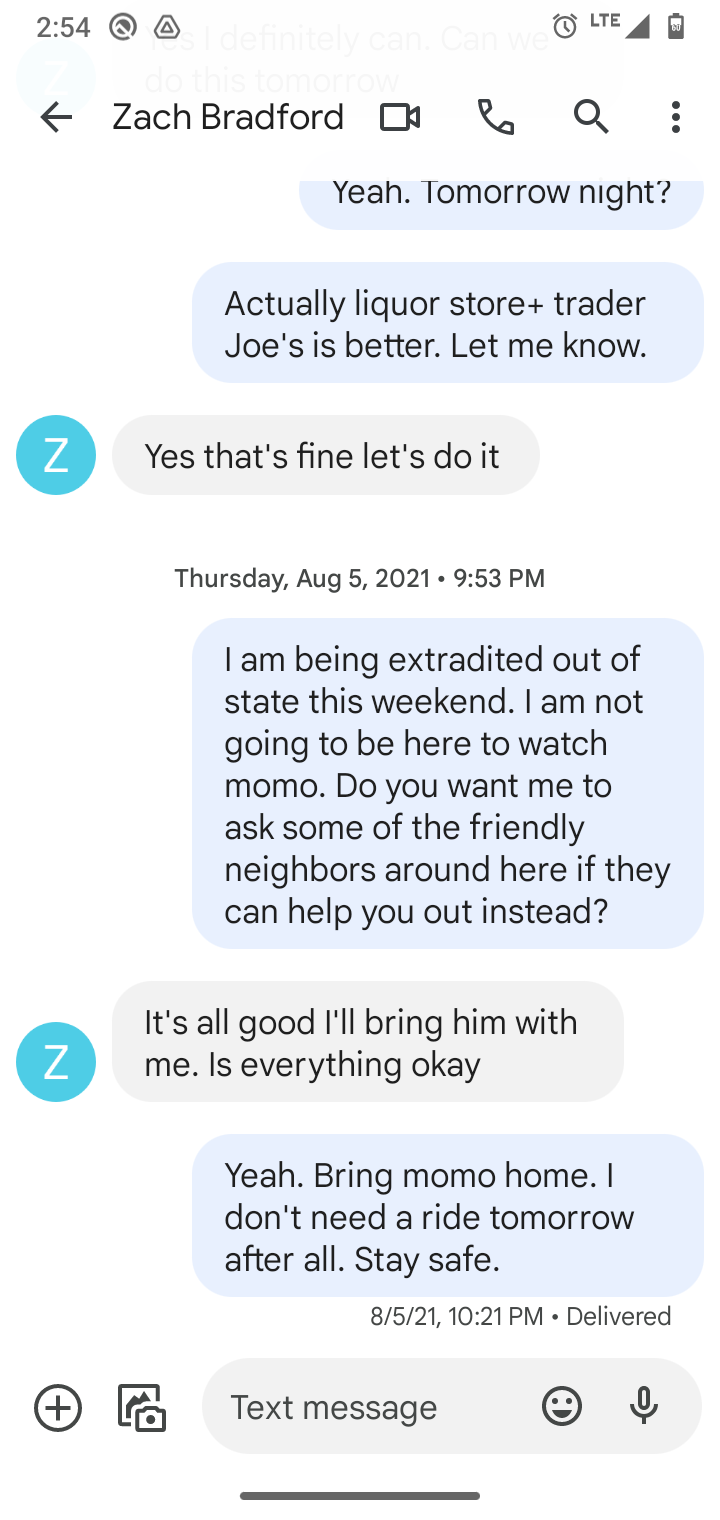 2:54
LTE
Yes I definitely can. Can we
do this tomorrow
Z
Zach Bradford
Yeah. Tomorrow night?
Actually liquor store+ trader
Joe's is better. Let me know.
Z
Yes that's fine let's do it
Thursday, Aug 5, 2021 • 9:53 PM
I am being extradited out of
state this weekend. I am not
going to be here to watch
momo. Do you want me to
ask some of the friendly
neighbors around here if they
can help you out instead?
It's all good I'll bring him with
me. Is everything okay
Z
Yeah. Bring momo home. I
don't need a ride tomorrow
after all. Stay safe.
8/5/21, 10:21 PM • Delivered
Text message